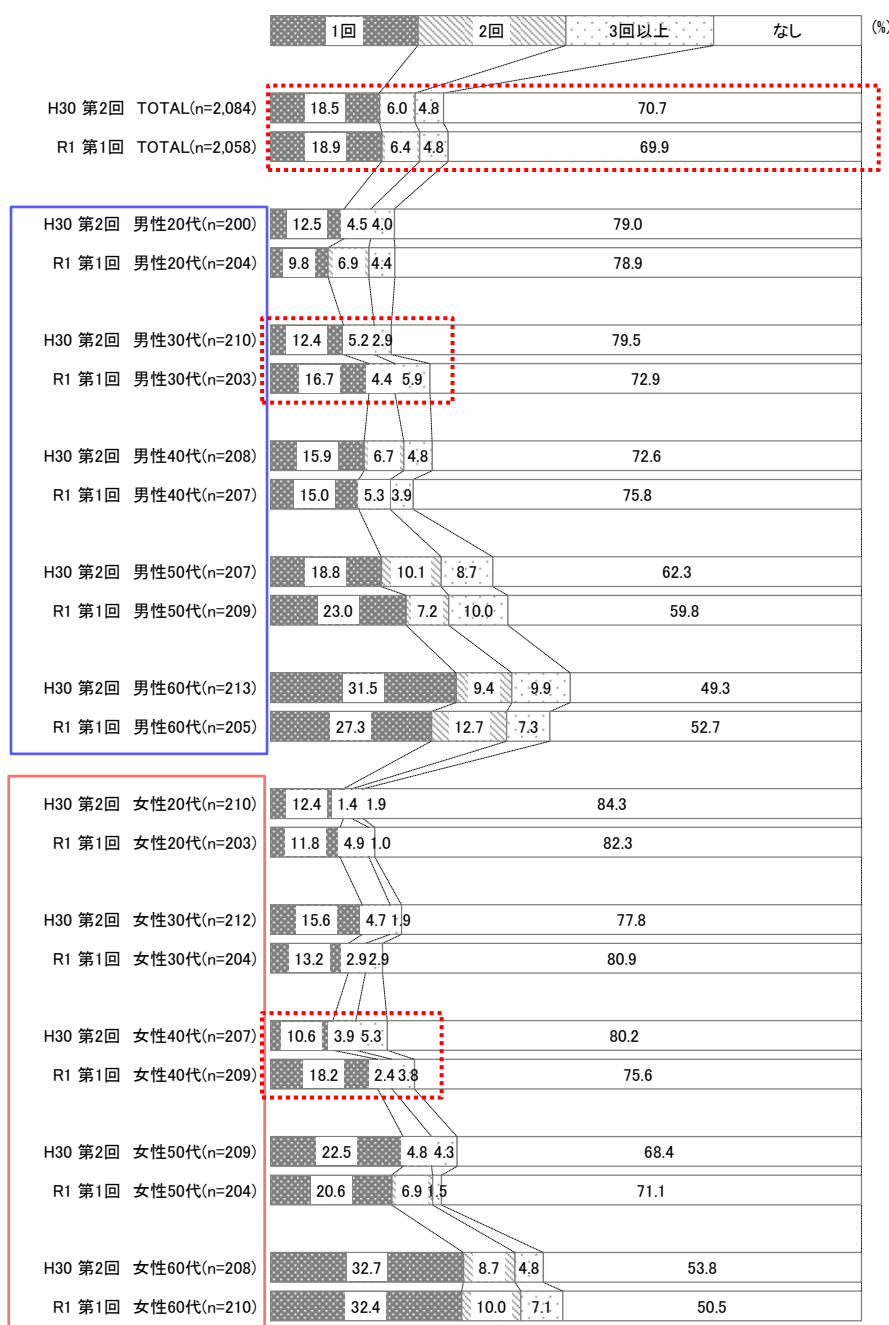 1回 2回 3回以上 なし (%)
H30 第2回 TOTAL(n=2,084) 18.5 6.0 4.8 70.7
R1 第1回 TOTAL(n=2,058) 18.9 6.4 4.8 69.9
H30 第2回 男性20代(n=200) 12.5 4.5 4.0 79.0
R1 第1回 男性20代(n=204) 9.8 6.9 4.4 78.9
H30 第2回 男性30代(n=210) 12.4 5.2 2.9 79.5
R1 第1回 男性30代(n=203) 16.7 4.4 5.9 72.9
H30 第2回 男性40代(n=208) 15.9 6.7 4.8 72.6
R1 第1回 男性40代(n=207) 15.0 5.3 3.9 75.8
H30 第2回 男性50代(n=207) 18.8 10.1 8.7 62.3
R1 第1回 男性50代(n=209) 23.0 7.2 10.0 59.8
H30 第2回 男性60代(n=213) 31.5 9.4 9.9 49.3
R1 第1回 男性60代(n=205) 27.3 12.7 7.3 52.7
H30 第2回 女性20代(n=210) 12.4 1.4 1.9 84.3
R1 第1回 女性20代(n=203) 11.8 4.9 1.0 82.3
H30 第2回 女性30代(n=212) 15.6 4.7 1.9 77.8
R1 第1回 女性30代(n=204) 13.2 2.9 2.9 80.9
H30 第2回 女性40代(n=207) 10.6 3.9 5.3 80.2
R1 第1回 女性40代(n=209) 18.2 2.4 3.8 75.6
H30 第2回 女性50代(n=209) 22.5 4.8 4.3 68.4
R1 第1回 女性50代(n=204) 20.6 6.9 1.5 71.1
H30 第2回 女性60代(n=208) 32.7 8.7 4.8 53.8
R1 第1回 女性60代(n=210) 32.4 10.0 7.1 50.5